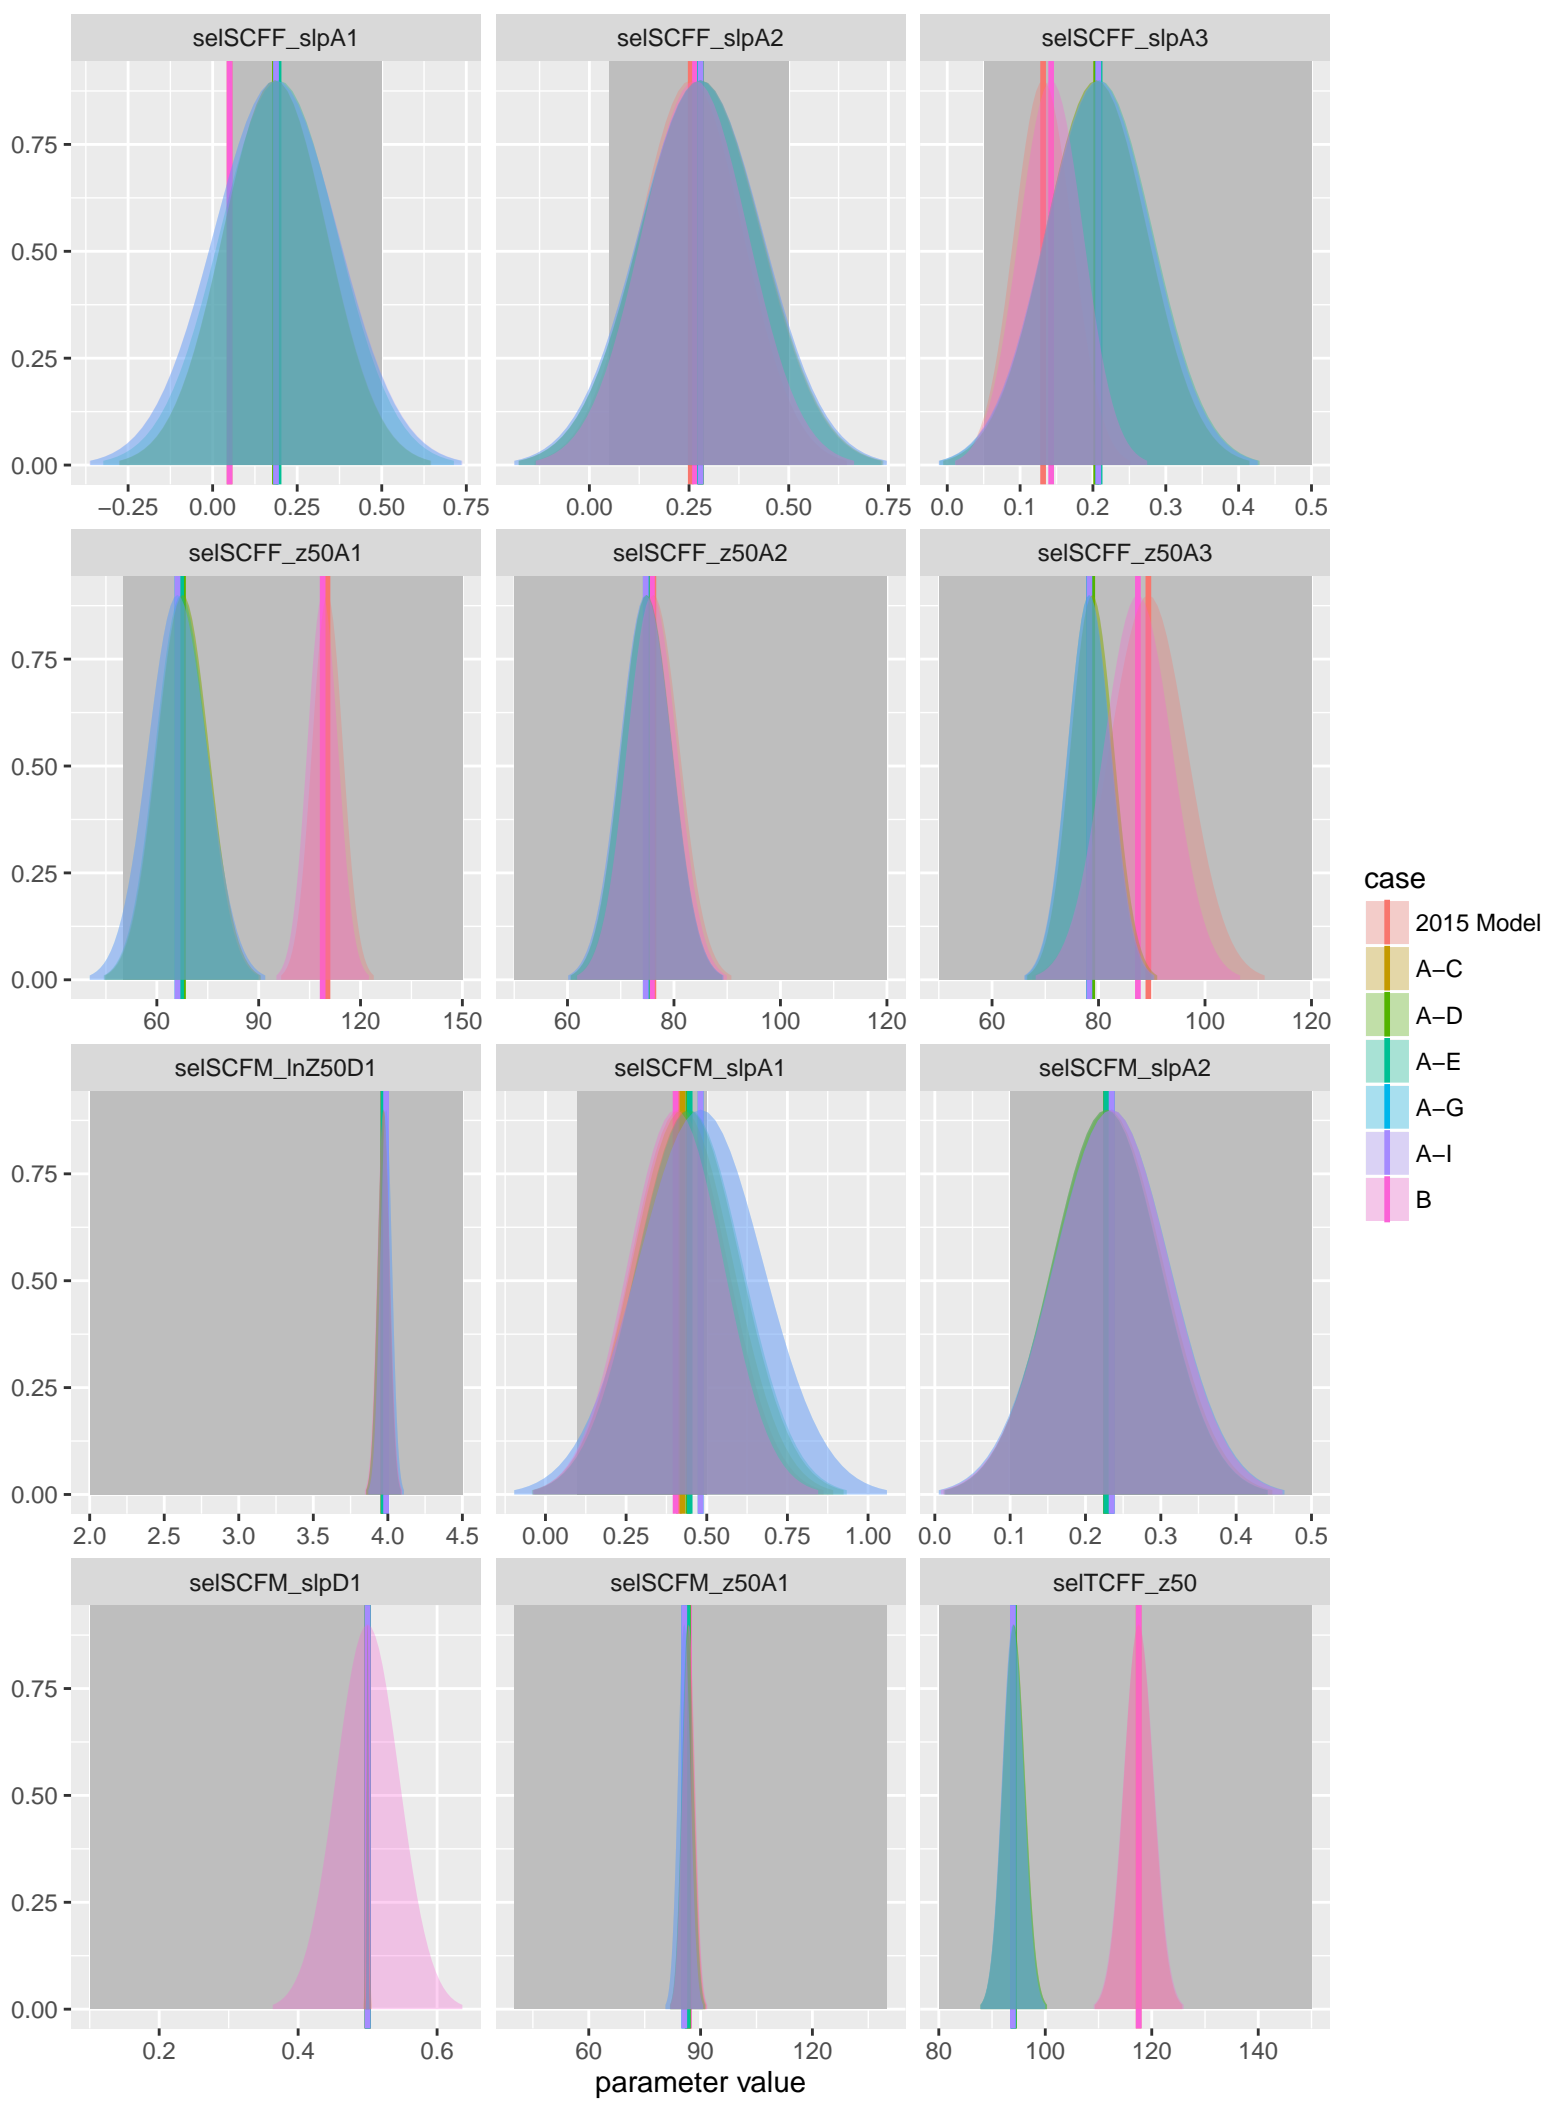 selSCFF_slpA1 selSCFF_slpA2 selSCFF_slpA3
0.75
0.50
0.25
0.00
−0.25 0.00 0.25 0.50 0.75 0.00 0.25 0.50 0.75 0.0 0.1 0.2 0.3 0.4 0.5
selSCFF_z50A1 selSCFF_z50A2 selSCFF_z50A3
0.75
0.50
0.25
0.00
60 90 120 150 60 80 100 120 60 80 100 120
case
2015 Model
A−C
A−D
A−E
A−G
A−I
B
selSCFM_lnZ50D1 selSCFM_slpA1 selSCFM_slpA2
0.75
0.50
0.25
0.00
2.0 2.5 3.0 3.5 4.0 4.5 0.00 0.25 0.50 0.75 1.00 0.0 0.1 0.2 0.3 0.4 0.5
selSCFM_slpD1 selSCFM_z50A1 selTCFF_z50
0.75
0.50
0.25
0.00
0.2 0.4 0.6 60 90 120 80 100 120 140
parameter value